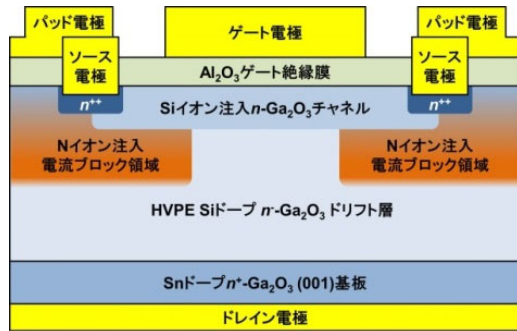 パッド電極
ゲート電極
パッド電極
ソース
電極
ソース
電極
Al₂O₃ゲート絶縁膜
n⁺⁺
Siイオン注入n-Ga₂O₃チャネル
n⁺⁺
Nイオン注入
電流ブロック領域
Nイオン注入
電流ブロック領域
HVPE Siドープ n⁻-Ga₂O₃ ドリフト層
Snドープn⁺-Ga₂O₃ (001)基板
ドレイン電極